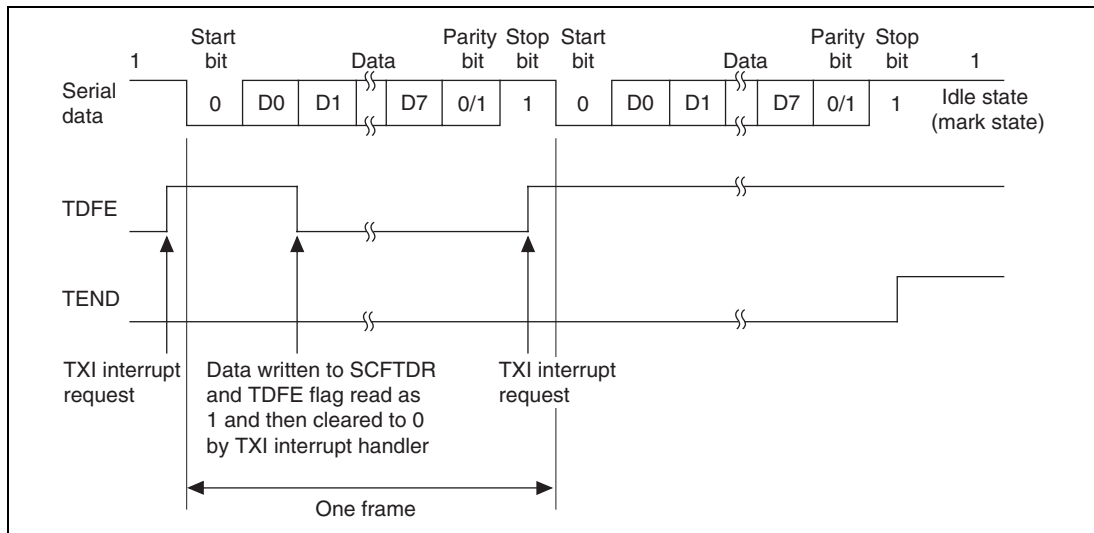 Start Parity Stop Start Parity Stop
1 bit Data bit bit bit Data bit bit 1
Serial 0 D0 D1 D7 0/1 1 0 D0 D1 D7 0/1 1 Idle state
data (mark state)
TDFE
TEND
TXI interrupt Data written to SCFTDR TXI interrupt
request and TDFE flag read as request
1 and then cleared to 0
by TXI interrupt handler
One frame